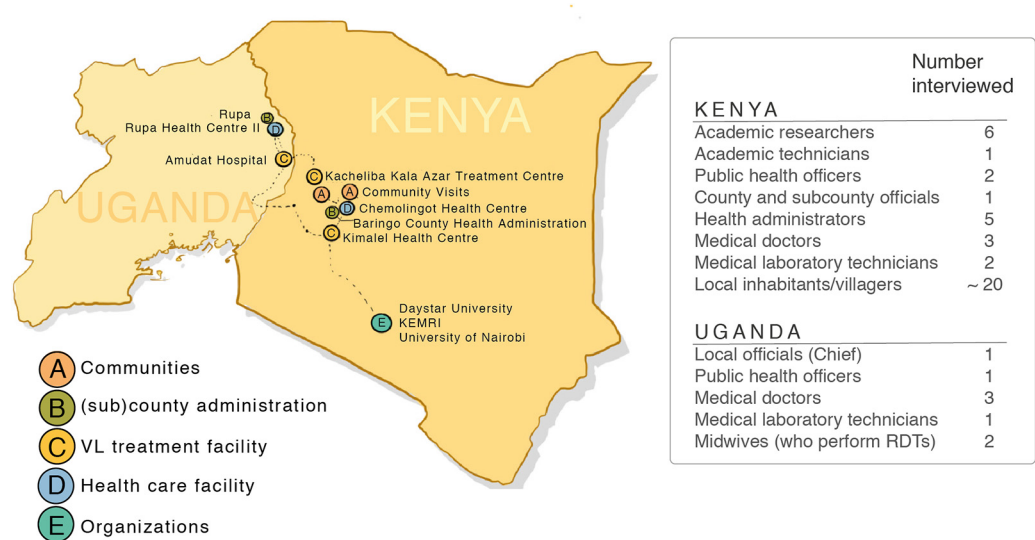 KENYA
UGANDA
Rupa
B
Rupa Health Centre II
D
Amudat Hospital
C
C
Kacheliba Kala Azar Treatment Centre
A
A
Community Visits
B
D
Chemolingot Health Centre
Baringo County Health Administration
C
Kimalel Health Centre
E
Daystar University
KEMRI
University of Nairobi
A Communities
B (sub)county administration
C VL treatment facility
D Health care facility
E Organizations
Number
interviewed
KENYA
Academic researchers 6
Academic technicians 1
Public health officers 2
County and subcounty officials 1
Health administrators 5
Medical doctors 3
Medical laboratory technicians 2
Local inhabitants/villagers ~ 20
UGANDA
Local officials (Chief) 1
Public health officers 1
Medical doctors 3
Medical laboratory technicians 1
Midwives (who perform RDTs) 2